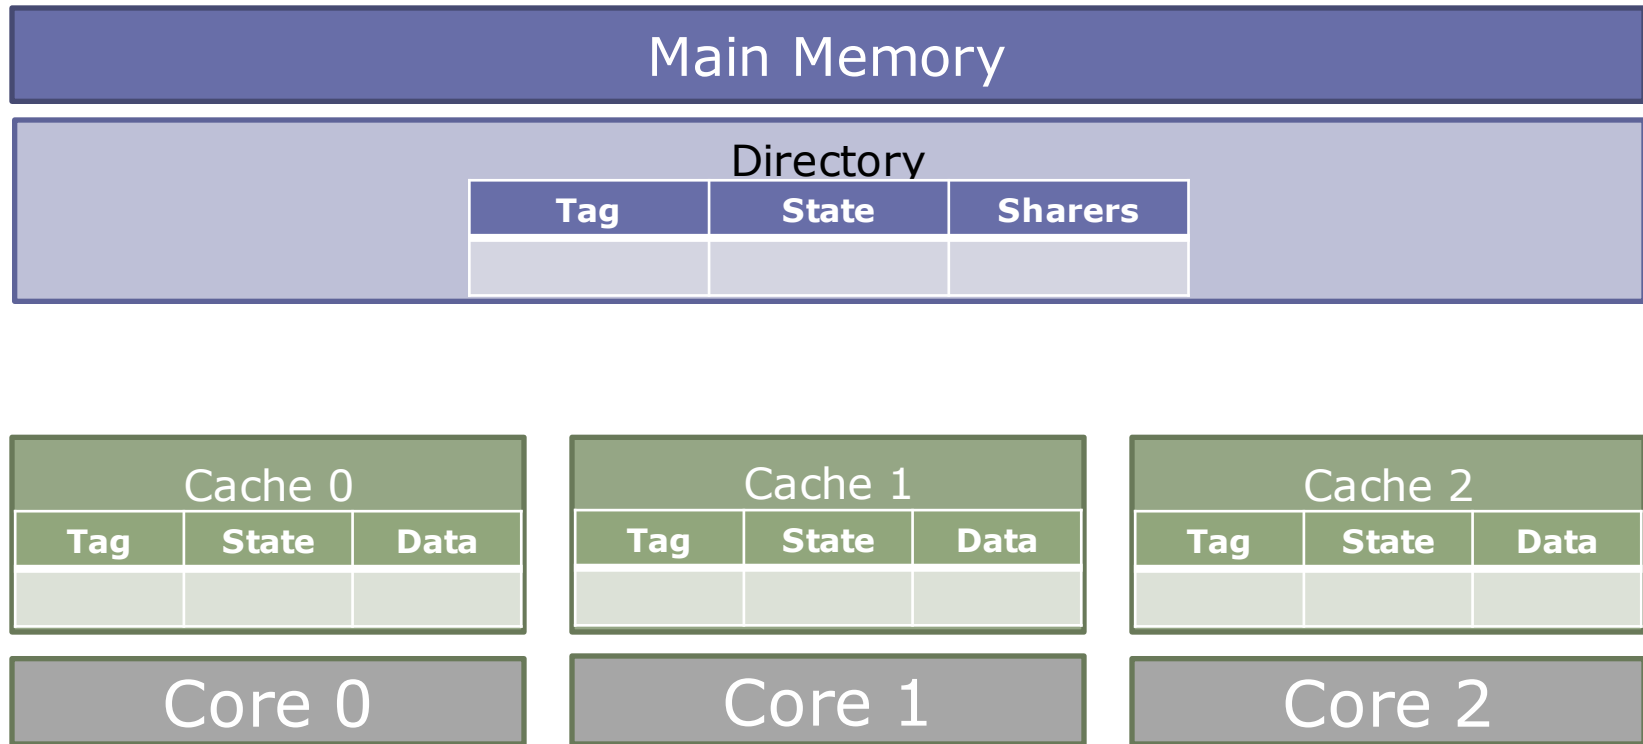 Main Memory
Directory
Tag State Sharers
Cache 0 Cache 1 Cache 2
Tag State Data Tag State Data Tag State Data
Core 0 Core 1 Core 2